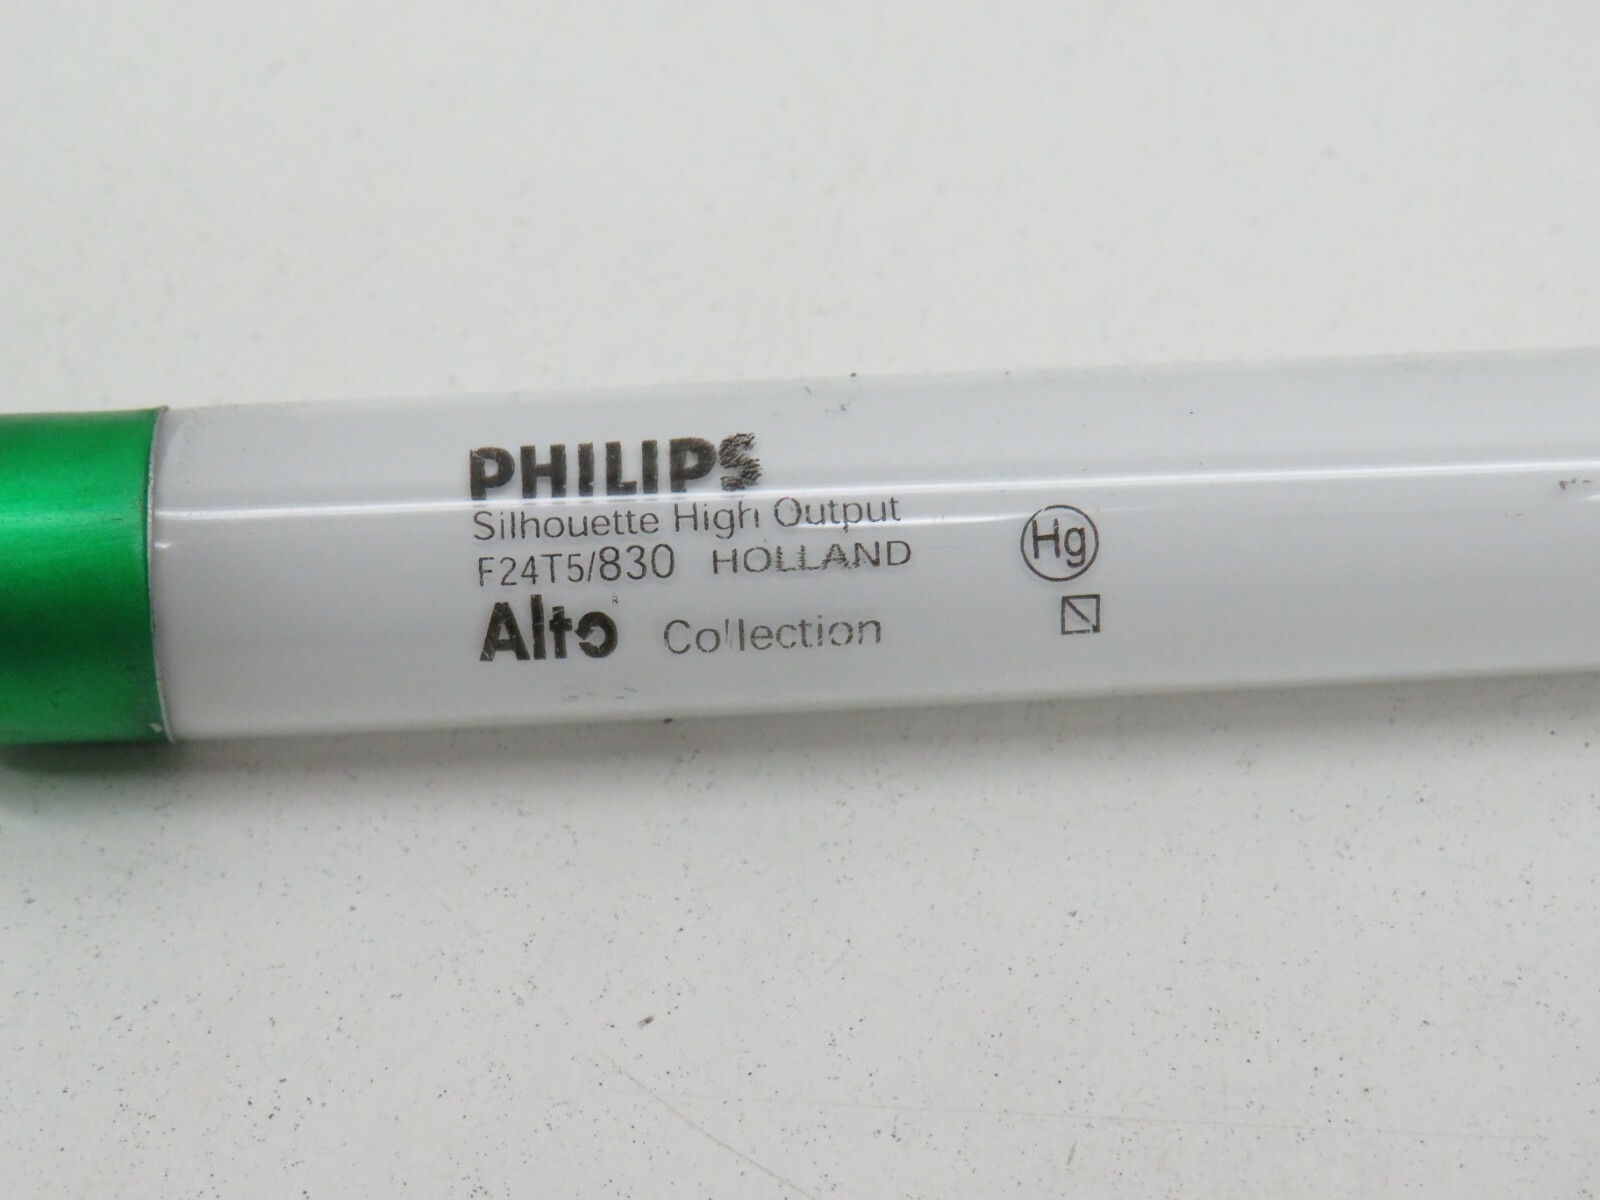 PHILIPS
Silhouette High Output
F24T5/830 HOLLAND
Alto® Collection
Hg